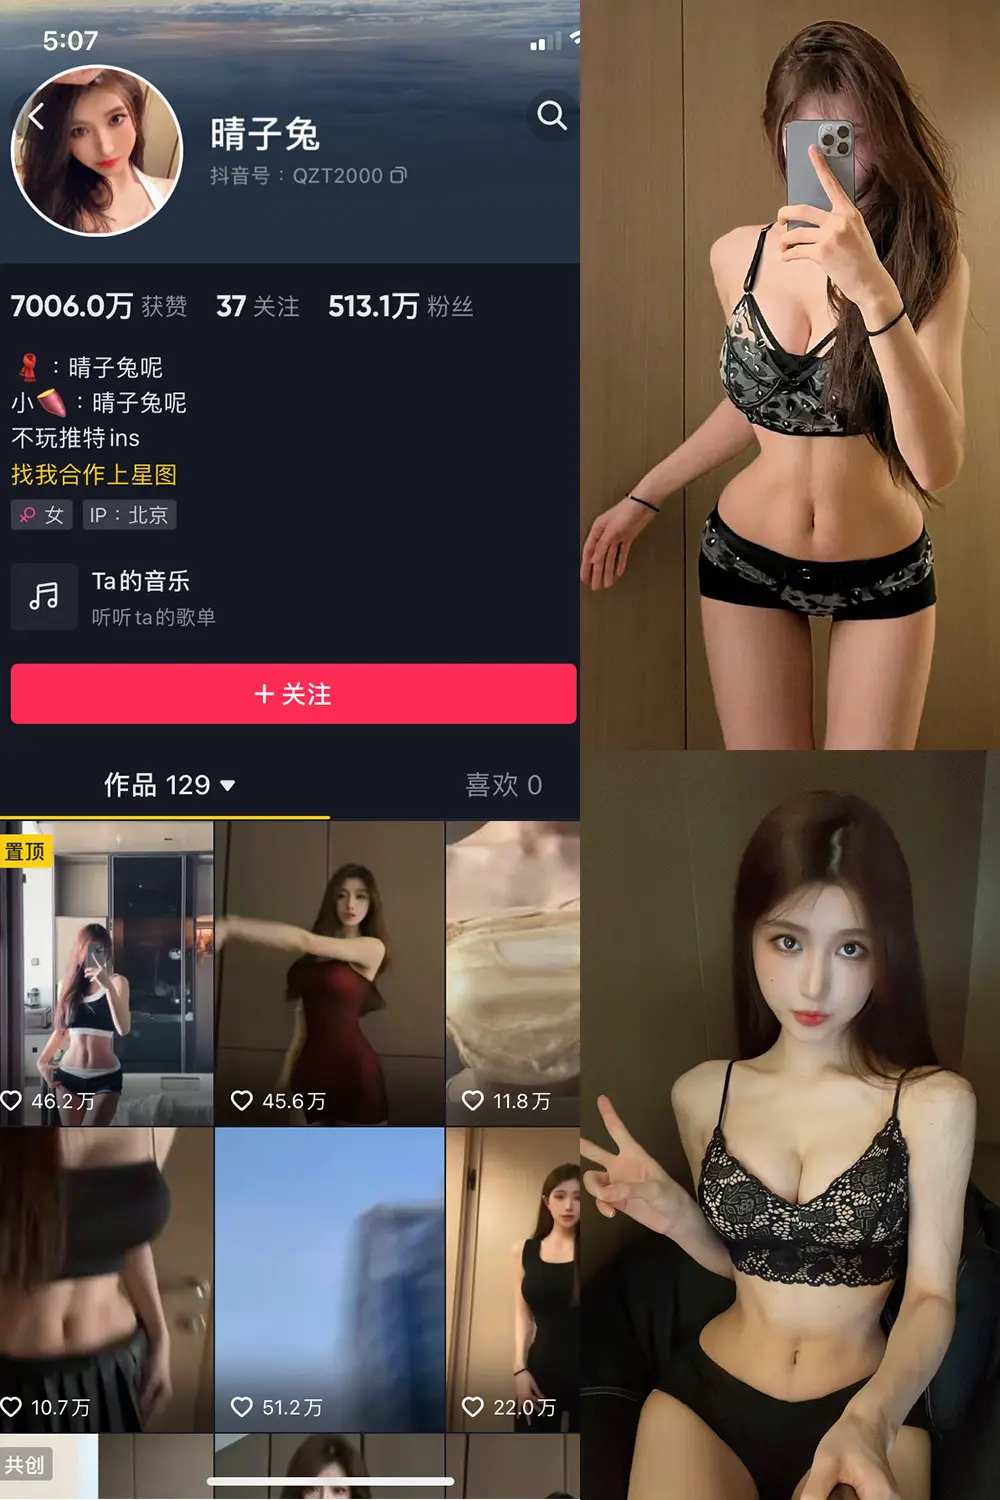 5:07
晴子兔
抖音号：QZT2000
7006.0万 获赞 37 关注 513.1万 粉丝
：晴子兔呢
小🍠：晴子兔呢
不玩推特ins
找我合作上星图
女 IP：北京
Ta的音乐
听听ta的歌单
+ 关注
作品 129 喜欢 0
置顶
46.2万 45.6万 11.8万
10.7万 51.2万 22.0万
共创